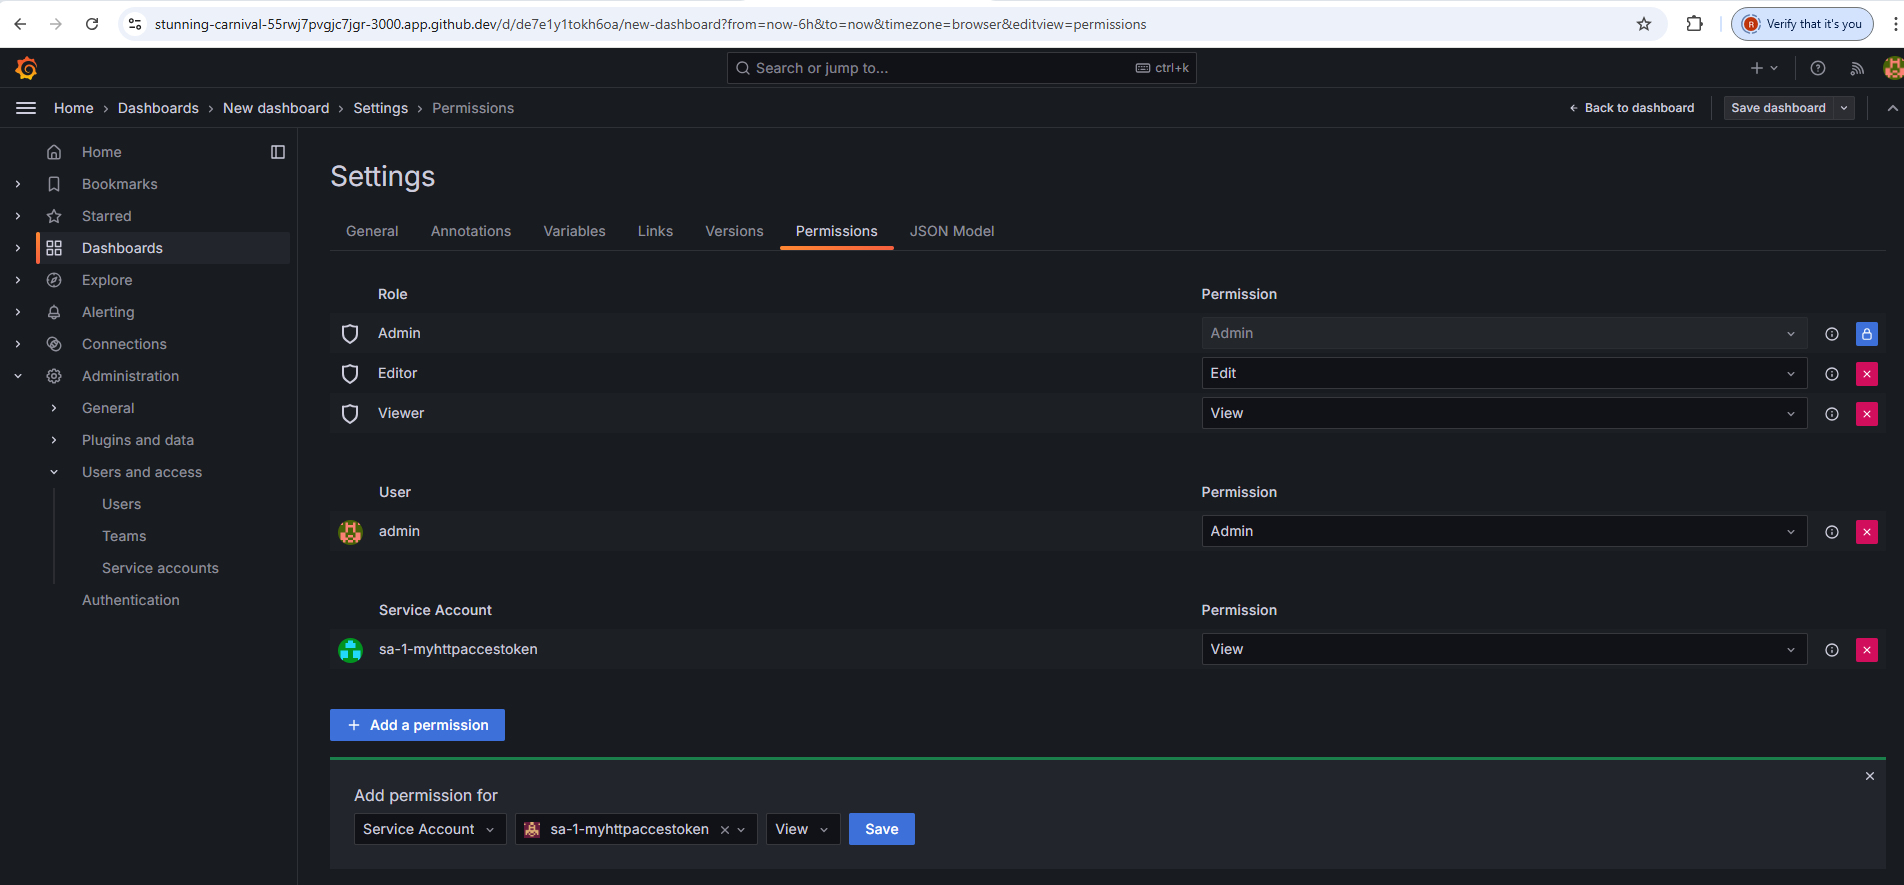 stunning-carnival-55rwj7pvgjc7jgr-3000.app.github.dev/d/de7e1y1tokh6oa/new-dashboard?from=now-6h&to=now&timezone=browser&editview=permissions
R Verify that it's you
Search or jump to... ctrl+k
Home › Dashboards › New dashboard › Settings › Permissions
Back to dashboard
Save dashboard
Home
Bookmarks
Starred
Dashboards
Explore
Alerting
Connections
Administration
General
Plugins and data
Users and access
Users
Teams
Service accounts
Authentication
Settings
General Annotations Variables Links Versions Permissions JSON Model
Role Permission
Admin Admin
Editor Edit
Viewer View
User Permission
admin Admin
Service Account Permission
sa-1-myhttpaccestoken View
+ Add a permission
Add permission for
Service Account sa-1-myhttpaccestoken View Save